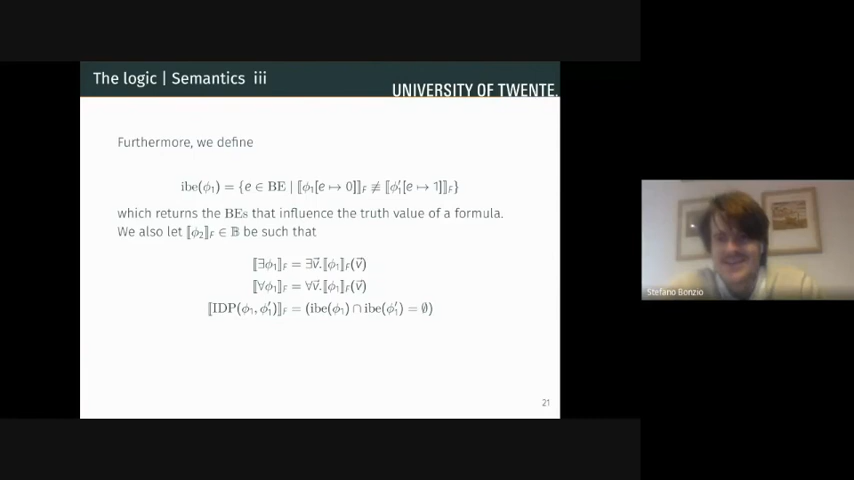 The logic | Semantics iii
UNIVERSITY OF TWENTE.
Furthermore, we define
ibe(ϕ₁) = {e ∈ BE | ⟦ϕ₁[e ↦ 0]⟧_F ≢ ⟦ϕ₁′[e ↦ 1]⟧_F}
which returns the BEs that influence the truth value of a formula.
We also let ⟦ϕ₂⟧_F ∈ 𝔹 be such that
⟦∃ϕ₁⟧_F = ∃v⃗.⟦ϕ₁⟧_F(v⃗)
⟦∀ϕ₁⟧_F = ∀v⃗.⟦ϕ₁⟧_F(v⃗)
⟦IDP(ϕ₁, ϕ₁′)⟧_F = (ibe(ϕ₁) ∩ ibe(ϕ₁′) = ∅)
21
Stefano Bonzio